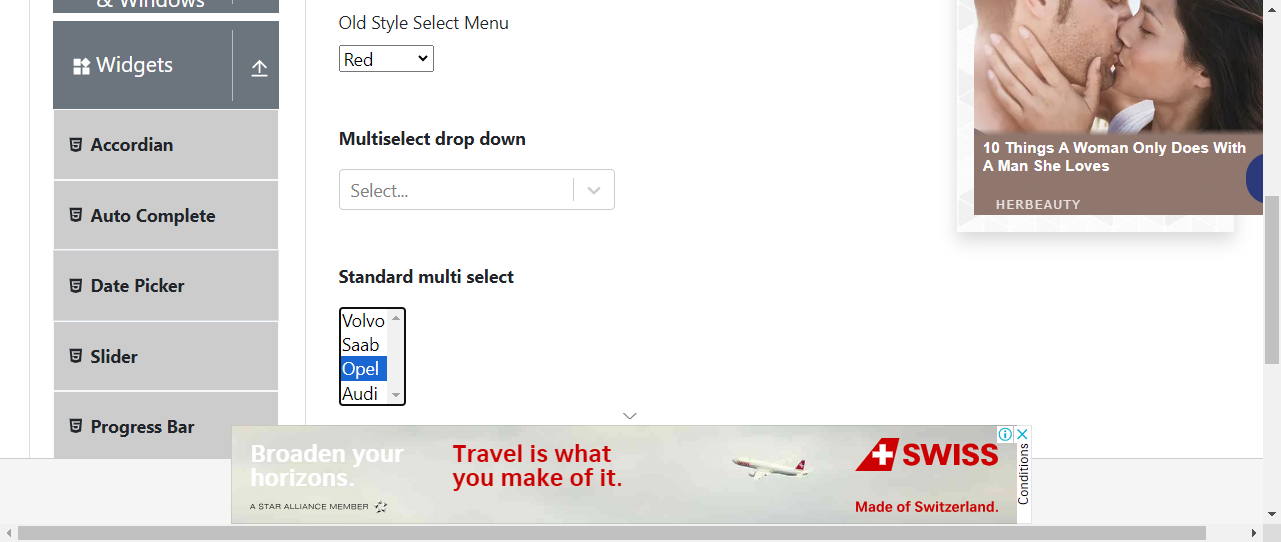 & Windows
Widgets
Accordian
Auto Complete
Date Picker
Slider
Progress Bar
Old Style Select Menu
Red
Multiselect drop down
Select...
Standard multi select
Volvo
Saab
Opel
Audi
10 Things A Woman Only Does With
A Man She Loves
HERBEAUTY
Broaden your
horizons.
A STAR ALLIANCE MEMBER
Travel is what
you make of it.
SWISS
Made of Switzerland.
Conditions